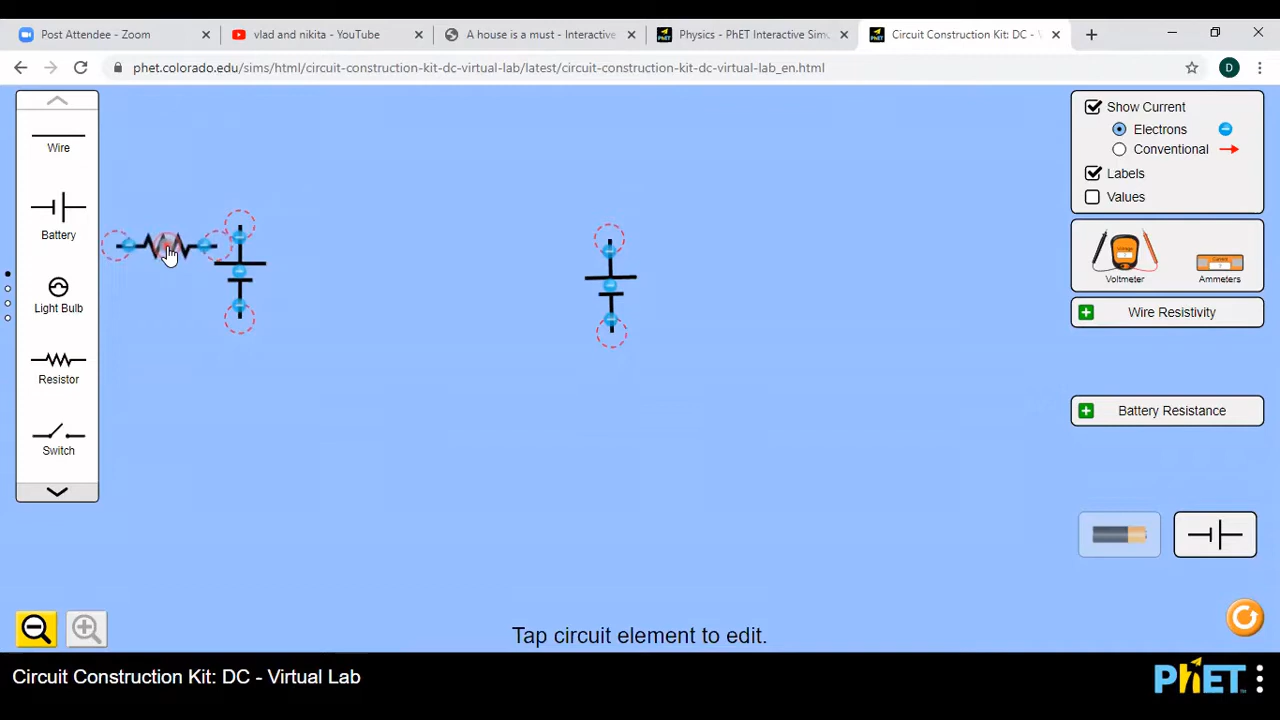 Post Attendee - Zoom
vlad and nikita - YouTube
A house is a must - Interactive
Physics - PhET Interactive Simu
Circuit Construction Kit: DC - V
D
phet.colorado.edu/sims/html/circuit-construction-kit-dc-virtual-lab/latest/circuit-construction-kit-dc-virtual-lab_en.html
Wire
Battery
Light Bulb
Resistor
Switch
Show Current
Electrons
Conventional
Labels
Values
Voltmeter
Ammeters
Wire Resistivity
Battery Resistance
Tap circuit element to edit.
Circuit Construction Kit: DC - Virtual Lab
PhET